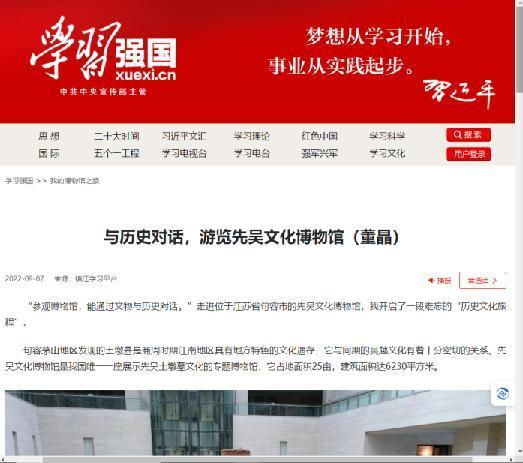 学习强国
xuexi.cn
中共中央宣传部主管
梦想从学习开始，
事业从实践起步。
习近平
思想 二十大时间 习近平文汇 学习理论 红色中国 学习科学 搜索
国际 五个一工程 学习电视台 学习电台 强军兴军 学习文化 用户登录
学习强国 >> 我的博物馆之旅
与历史对话，游览先吴文化博物馆（董晶）
2022-09-07 来源：镇江学习平台 播报 普通话
“参观博物馆，能通过文物与历史对话。”走进位于江苏省句容市的先吴文化博物馆，我开启了一段难忘的“历史文化旅
程”。
句容茅山地区发现的土墩墓是商周时期江南地区具有地方特色的文化遗存，它与同期的吴越文化有着十分密切的关系。先
吴文化博物馆是我国唯一一座展示先吴土墩墓文化的专题博物馆，它占地面积25亩，建筑面积达6230平方米。